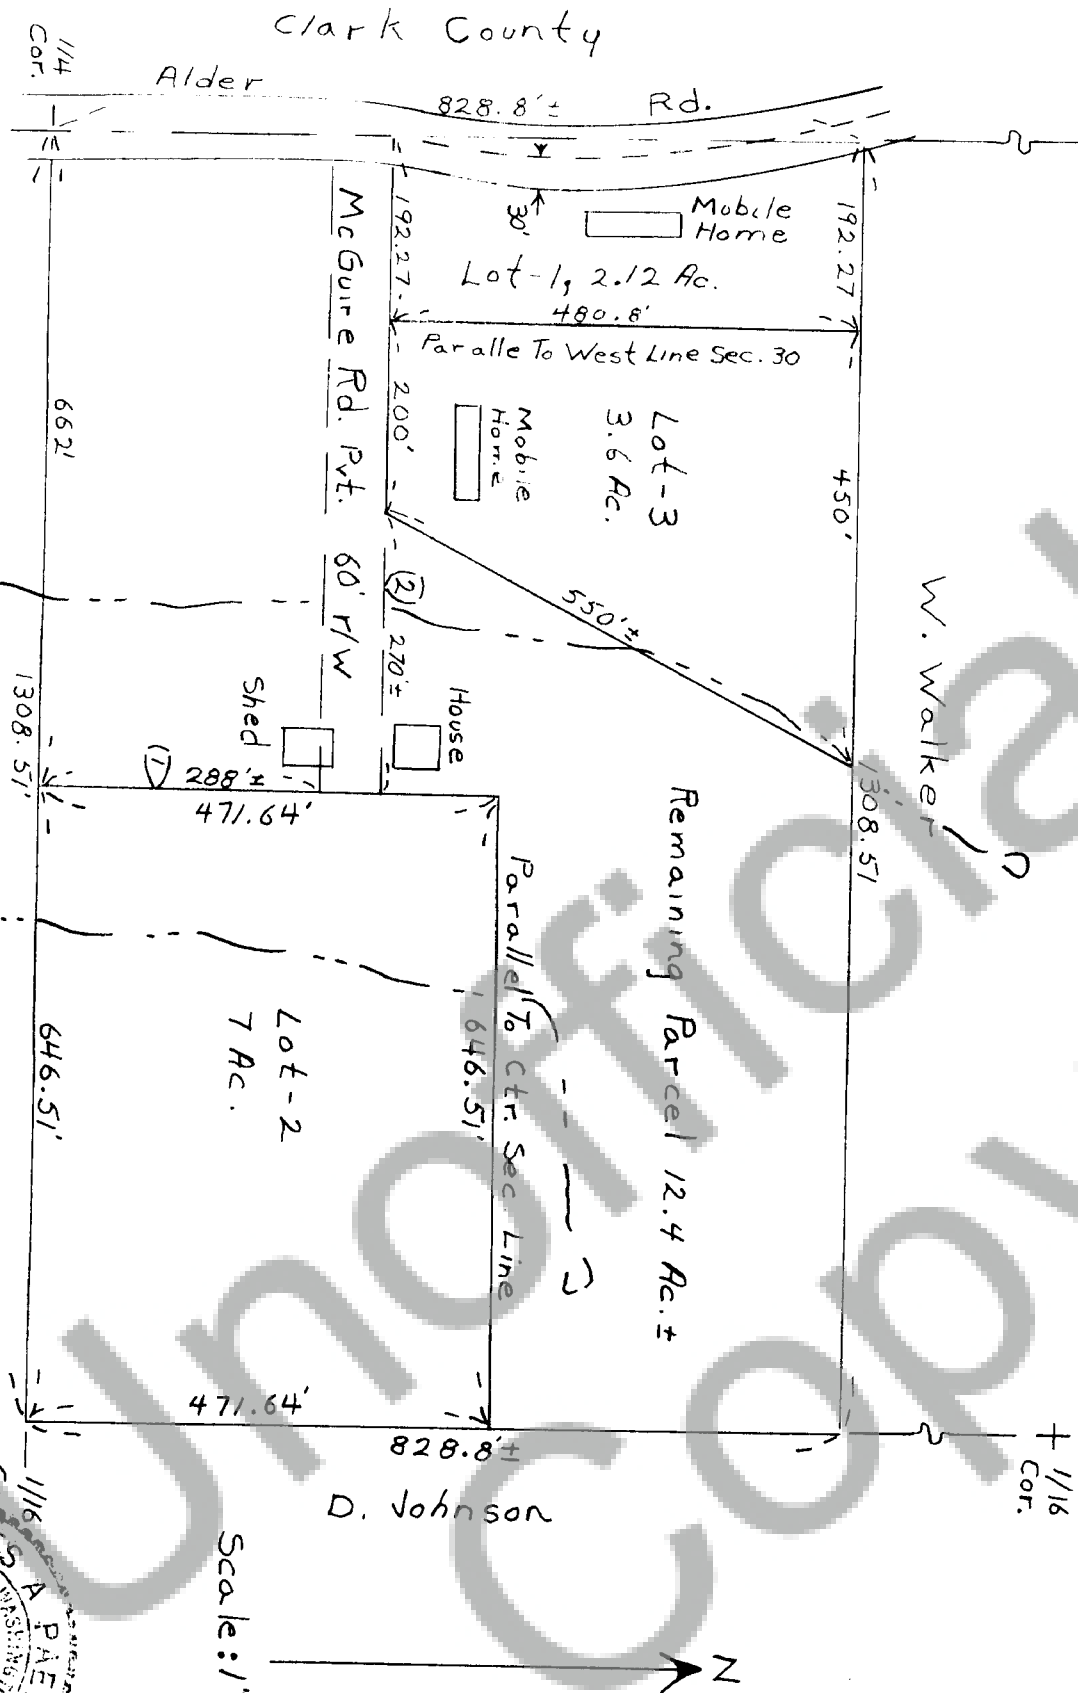 Clark County
1/4
Cor.
Alder
828.8'±
Rd.
30'
Mobile
Home
192.27
192.27
Lot-1, 2.12 Ac.
480.8'
Paralle To West Line Sec. 30
McGuire Rd. Pvt. 60' r/W
200'
Mobile
Home
Lot-3
3.6 Ac.
450'
W. Walker
662'
2
270'±
550'±
Shed
House
1308.51'
1
288'±
471.64'
1308.51
Remaining Parcel 12.4 Ac.±
Parallel To Ctr. Sec. Line
646.51'
Lot-2
7 Ac.
646.51'
471.64'
828.8'±
1/16
Cor.
1/16
D. Johnson
Scale: 1"
N
Unofficial
Copy